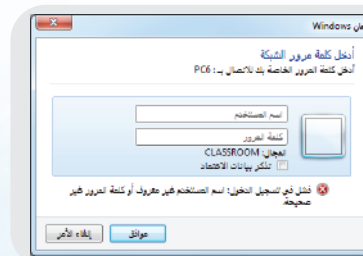 ان Windows
أدخل كلمة مرور الشبكة
أدخل كلمة المرور الخاصة بك للاتصال بـ : PC6
اسم المستخدم
كلمة المرور
المجال: CLASSROOM
تذكر بيانات الاعتماد
فشل في تسجيل الدخول: اسم المستخدم غير معروف أو كلمة المرور غير
صحيحة.
موافق
إلغاء الأمر